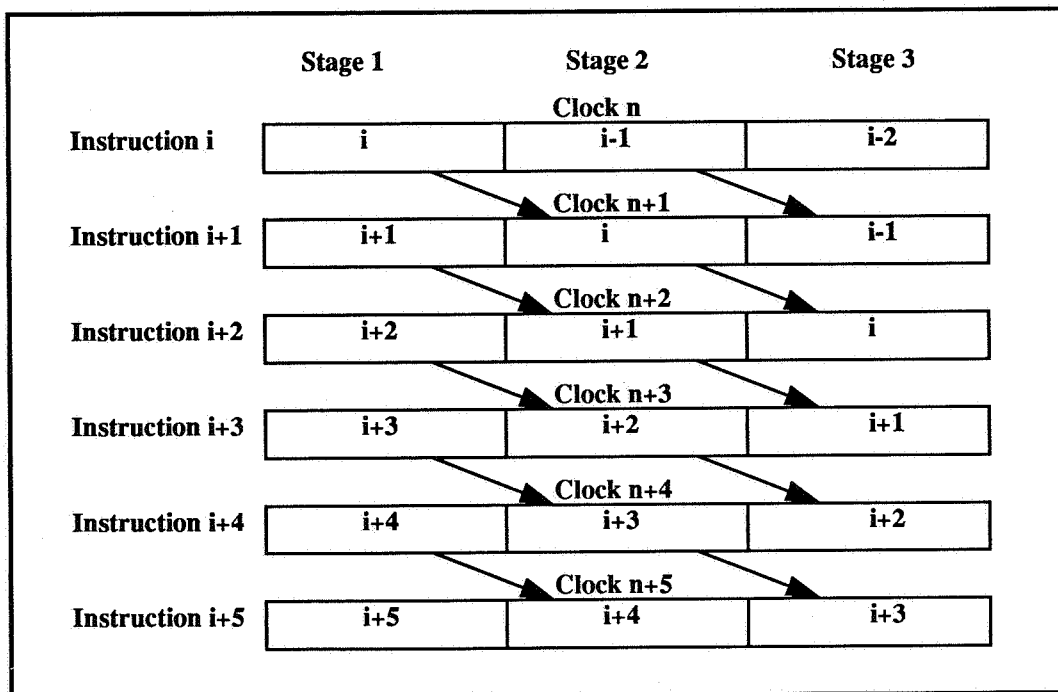 Stage 1 Stage 2 Stage 3
Clock n
Instruction i i i-1 i-2
Clock n+1
Instruction i+1 i+1 i i-1
Clock n+2
Instruction i+2 i+2 i+1 i
Clock n+3
Instruction i+3 i+3 i+2 i+1
Clock n+4
Instruction i+4 i+4 i+3 i+2
Clock n+5
Instruction i+5 i+5 i+4 i+3